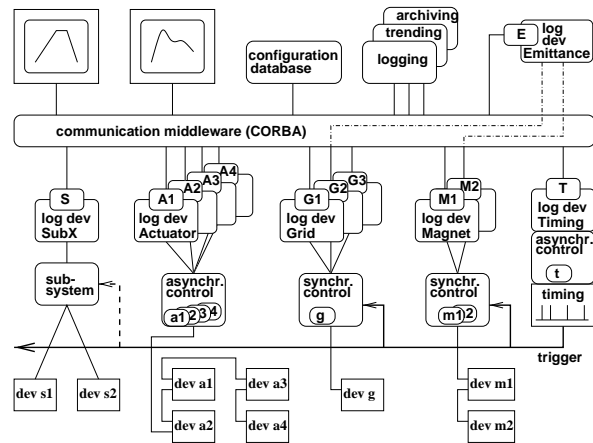 archiving
trending
logging
configuration
database
E
log
dev
Emittance
communication middleware (CORBA)
S
log dev
SubX
A1
A2
A3
A4
log dev
Actuator
G1
G2
G3
log dev
Grid
M1
M2
log dev
Magnet
T
log dev
Timing
asynchr.
control
t
timing
sub-
system
asynchr.
control
a1
2
3
4
synchr.
control
g
synchr.
control
m1
2
trigger
dev s1
dev s2
dev a1
dev a3
dev a2
dev a4
dev g
dev m1
dev m2